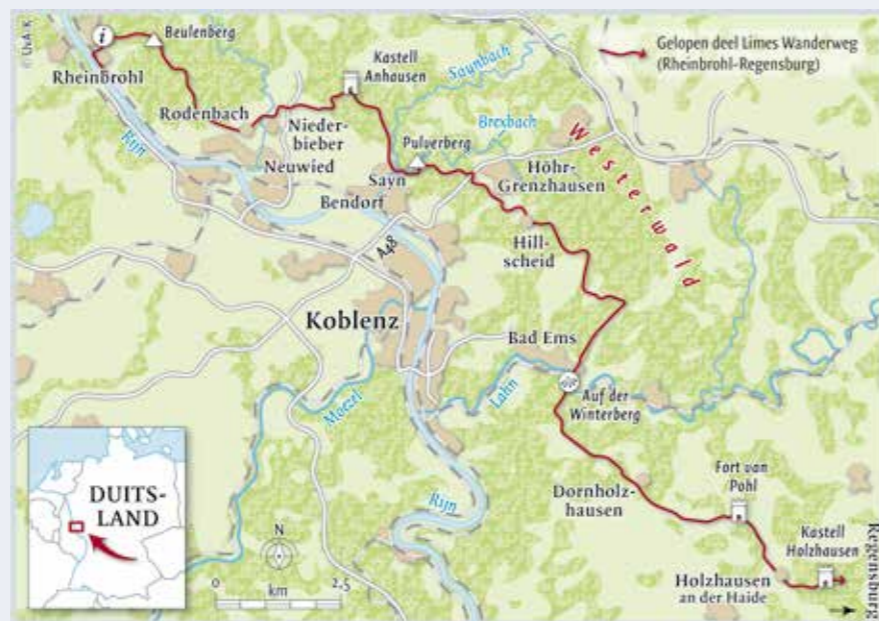 © UvA-K
i
Beulenberg
Rheinbrohl
Kastell
Anhausen
Gelopen deel Limes Wanderweg
(Rheinbrohl-Regensburg)
Saynbach
Rodenbach
Nieder-
bieber
Brexbach
Westerwald
Rijn
Neuwied
Pulverberg
Sayn
Höhr-
Grenzhausen
Bendorf
A48
Hill-
scheid
Koblenz
Bad Ems
Moezel
Lahn
Auf der
Winterberg
DUITS-
LAND
Fort van
Pohl
Dornholz-
hausen
Rijn
N
Kastell
Holzhausen
0 2,5
km
Holzhausen
an der Haide
Regensburg